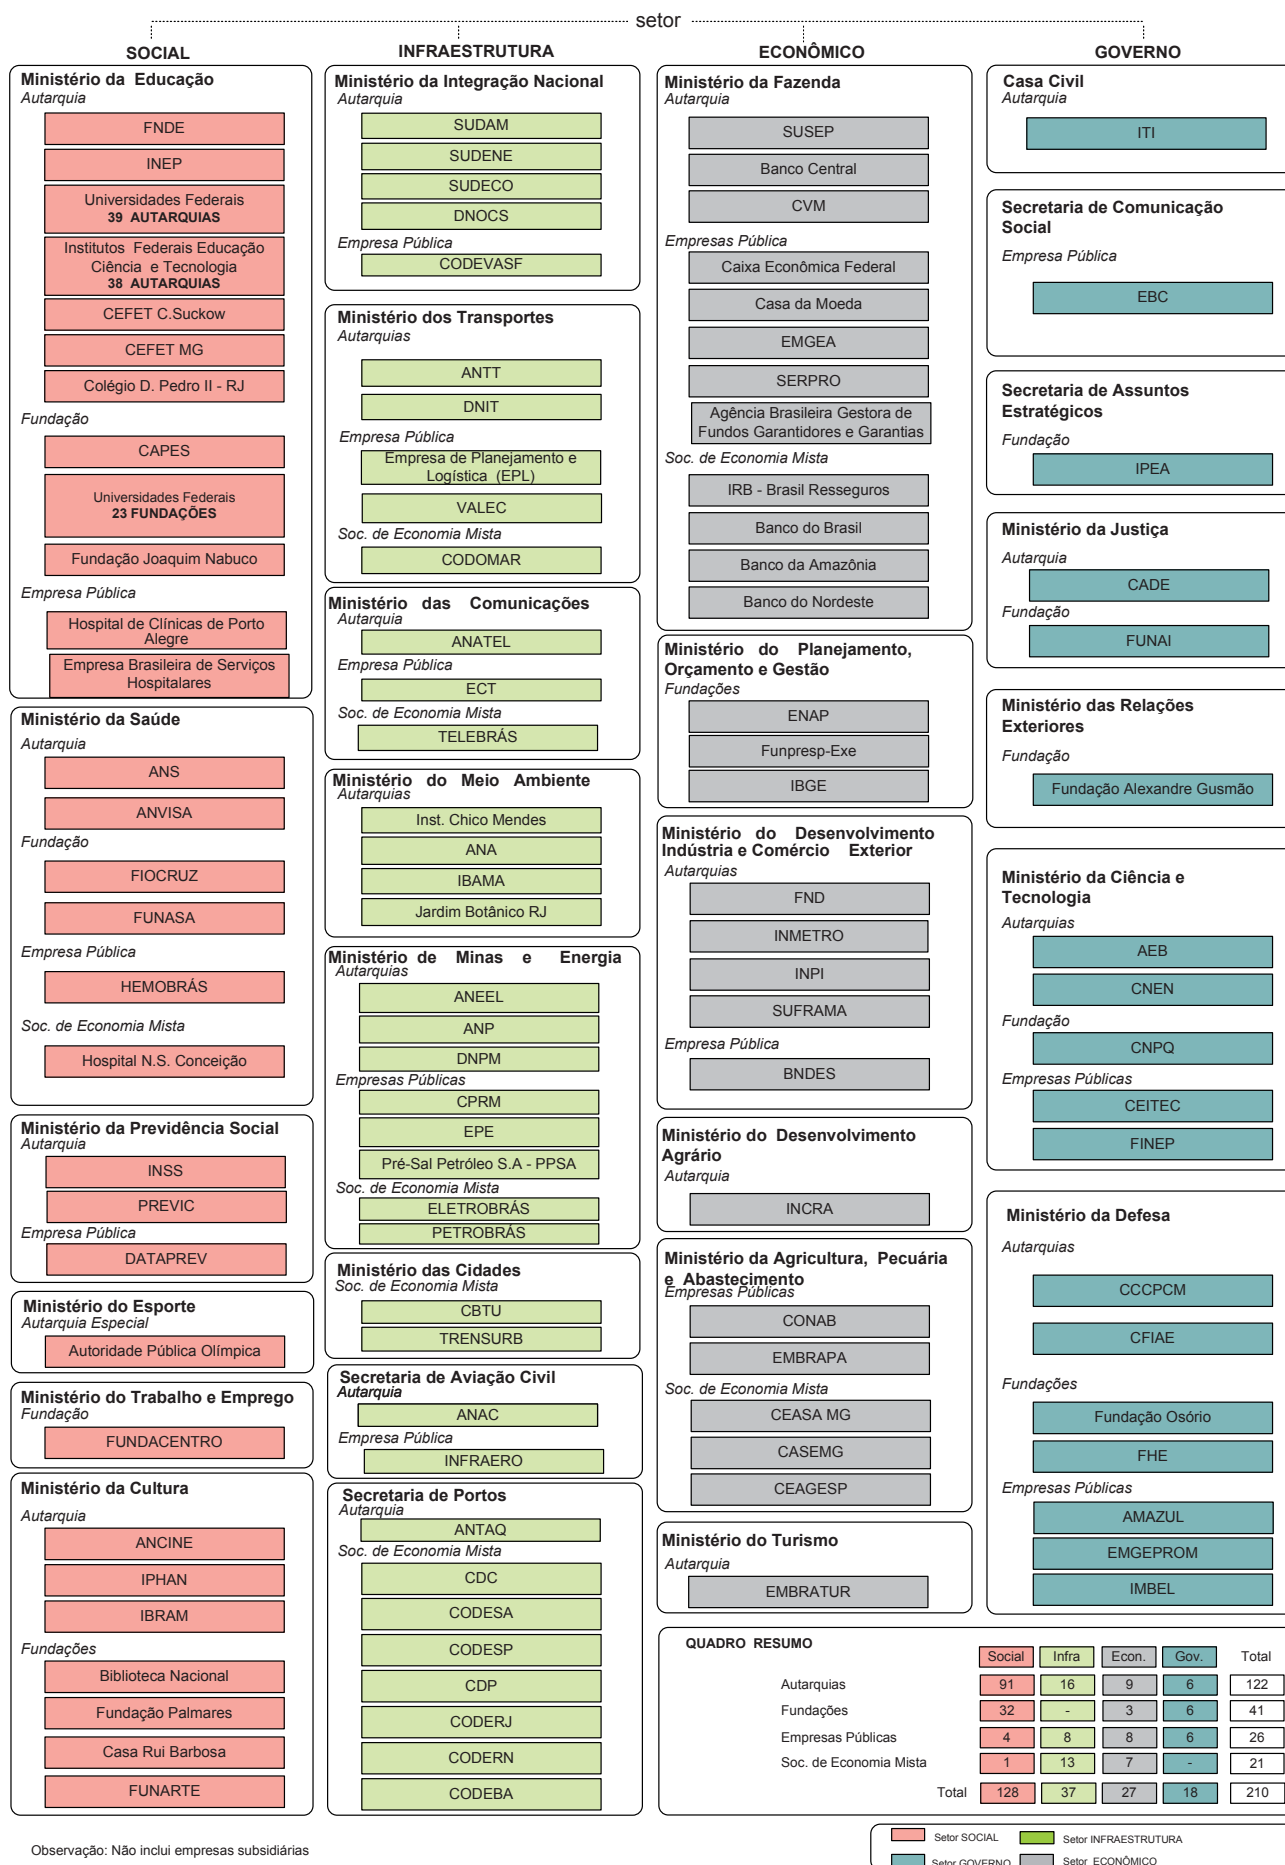 setor
SOCIAL
Ministério da Educação
Autarquia
FNDE
INEP
Universidades Federais
39 AUTARQUIAS
Institutos Federais Educação
Ciência e Tecnologia
38 AUTARQUIAS
CEFET C.Suckow
CEFET MG
Colégio D. Pedro II - RJ
Fundação
CAPES
Universidades Federais
23 FUNDAÇÕES
Fundação Joaquim Nabuco
Empresa Pública
Hospital de Clínicas de Porto
Alegre
Empresa Brasileira de Serviços
Hospitalares
Ministério da Saúde
Autarquia
ANS
ANVISA
Fundação
FIOCRUZ
FUNASA
Empresa Pública
HEMOBRÁS
Soc. de Economia Mista
Hospital N.S. Conceição
Ministério da Previdência Social
Autarquia
INSS
PREVIC
Empresa Pública
DATAPREV
Ministério do Esporte
Autarquia Especial
Autoridade Pública Olímpica
Ministério do Trabalho e Emprego
Fundação
FUNDACENTRO
Ministério da Cultura
Autarquia
ANCINE
IPHAN
IBRAM
Fundações
Biblioteca Nacional
Fundação Palmares
Casa Rui Barbosa
FUNARTE
INFRAESTRUTURA
Ministério da Integração Nacional
Autarquia
SUDAM
SUDENE
SUDECO
DNOCS
Empresa Pública
CODEVASF
Ministério dos Transportes
Autarquias
ANTT
DNIT
Empresa Pública
Empresa de Planejamento e
Logística (EPL)
VALEC
Soc. de Economia Mista
CODOMAR
Ministério das Comunicações
Autarquia
ANATEL
Empresa Pública
ECT
Soc. de Economia Mista
TELEBRÁS
Ministério do Meio Ambiente
Autarquias
Inst. Chico Mendes
ANA
IBAMA
Jardim Botânico RJ
Ministério de Minas e Energia
Autarquias
ANEEL
ANP
DNPM
Empresas Públicas
CPRM
EPE
Pré-Sal Petróleo S.A - PPSA
Soc. de Economia Mista
ELETROBRÁS
PETROBRÁS
Ministério das Cidades
Soc. de Economia Mista
CBTU
TRENSURB
Secretaria de Aviação Civil
Autarquia
ANAC
Empresa Pública
INFRAERO
Secretaria de Portos
Autarquia
ANTAQ
Soc. de Economia Mista
CDC
CODESA
CODESP
CDP
CODERJ
CODERN
CODEBA
ECONÔMICO
Ministério da Fazenda
Autarquia
SUSEP
Banco Central
CVM
Empresas Pública
Caixa Econômica Federal
Casa da Moeda
EMGEA
SERPRO
Agência Brasileira Gestora de
Fundos Garantidores e Garantias
Soc. de Economia Mista
IRB - Brasil Resseguros
Banco do Brasil
Banco da Amazônia
Banco do Nordeste
Ministério do Planejamento,
Orçamento e Gestão
Fundações
ENAP
Funpresp-Exe
IBGE
Ministério do Desenvolvimento
Indústria e Comércio Exterior
Autarquias
FND
INMETRO
INPI
SUFRAMA
Empresa Pública
BNDES
Ministério do Desenvolvimento
Agrário
Autarquia
INCRA
Ministério da Agricultura, Pecuária
e Abastecimento
Empresas Públicas
CONAB
EMBRAPA
Soc. de Economia Mista
CEASA MG
CASEMG
CEAGESP
Ministério do Turismo
Autarquia
EMBRATUR
GOVERNO
Casa Civil
Autarquia
ITI
Secretaria de Comunicação
Social
Empresa Pública
EBC
Secretaria de Assuntos
Estratégicos
Fundação
IPEA
Ministério da Justiça
Autarquia
CADE
Fundação
FUNAI
Ministério das Relações
Exteriores
Fundação
Fundação Alexandre Gusmão
Ministério da Ciência e
Tecnologia
Autarquias
AEB
CNEN
Fundação
CNPQ
Empresas Públicas
CEITEC
FINEP
Ministério da Defesa
Autarquias
CCCPCM
CFIAE
Fundações
Fundação Osório
FHE
Empresas Públicas
AMAZUL
EMGEPROM
IMBEL
QUADRO RESUMO
Social Infra Econ. Gov. Total
Autarquias 91 16 9 6 122
Fundações 32 - 3 6 41
Empresas Públicas 4 8 8 6 26
Soc. de Economia Mista 1 13 7 - 21
Total 128 37 27 18 210
Observação: Não inclui empresas subsidiárias
Setor SOCIAL Setor INFRAESTRUTURA
Setor GOVERNO Setor ECONÔMICO